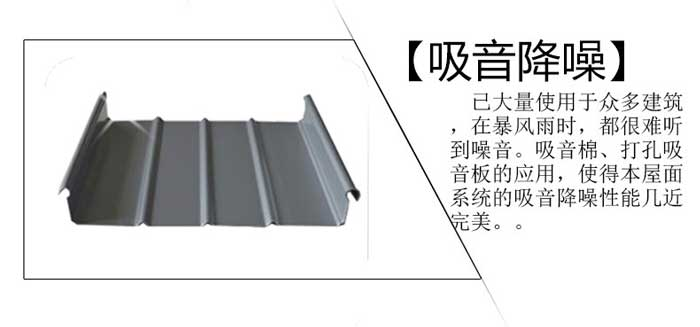 【吸音降噪】
已大量使用于众多建筑
，在暴风雨时，都很难听
到噪音。吸音棉、打孔吸
音板的应用，使得本屋面
系统的吸音降噪性能几近
完美。。